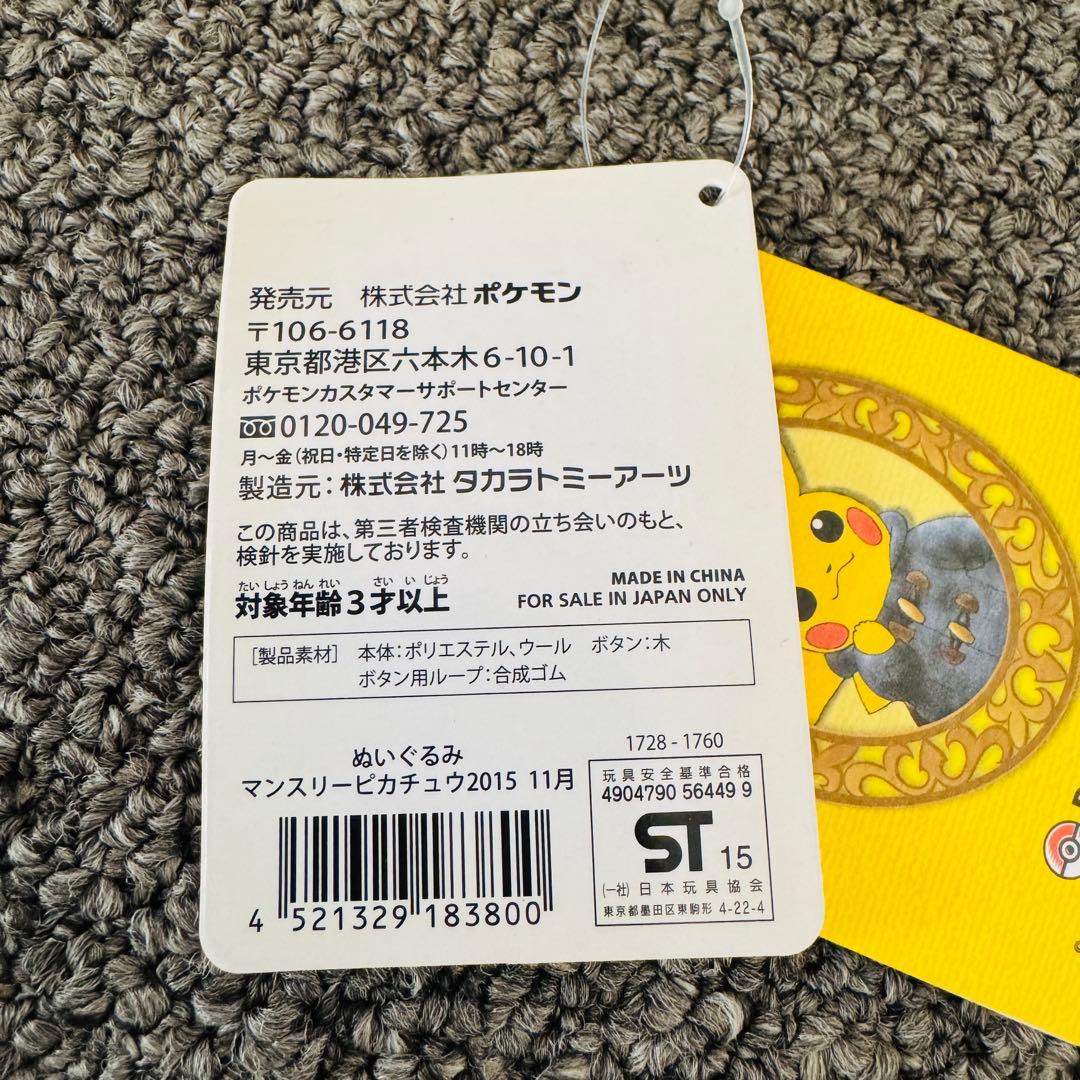 発売元　株式会社 ポケモン
〒106-6118
東京都港区六本木6-10-1
ポケモンカスタマーサポートセンター
0120-049-725
月～金（祝日・特定日を除く）11時～18時
製造元：株式会社 タカラトミーアーツ
この商品は、第三者検査機関の立ち会いのもと、
検針を実施しております。
たいしょうねんれい　さいいじょう
対象年齢3才以上
MADE IN CHINA
FOR SALE IN JAPAN ONLY
［製品素材］　本体：ポリエステル、ウール　ボタン：木
ボタン用ループ：合成ゴム
ぬいぐるみ
マンスリーピカチュウ2015 11月
4 521329 183800
1728 - 1760
玩具安全基準合格
4904790 56449 9
ST 15
（一社）日本玩具協会
東京都墨田区東駒形 4-22-4